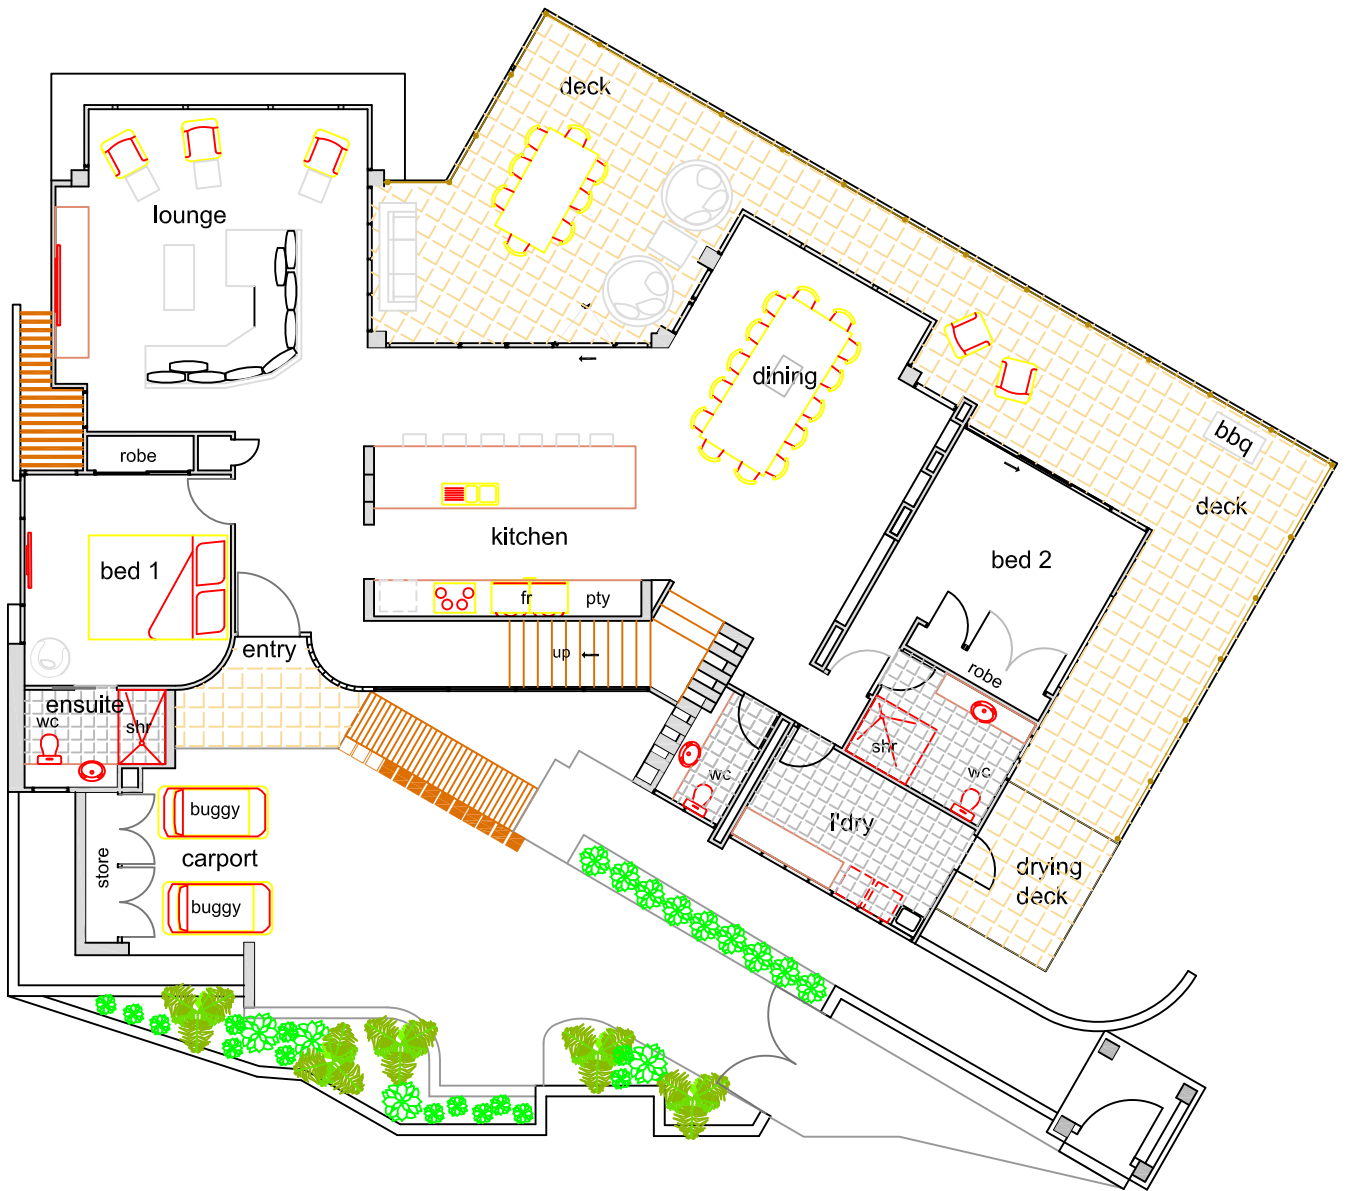 deck
lounge
dining
bbq
deck
robe
kitchen
bed 1
bed 2
fr
pty
entry
up
robe
ensuite
wc
shr
shr
wc
wc
buggy
l'dry
carport
store
drying
deck
buggy